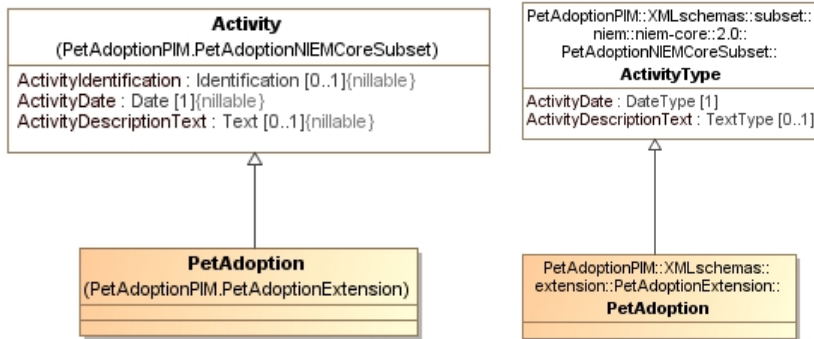 Activity
(PetAdoptionPIM.PetAdoptionNIEMCoreSubset)
ActivityIdentification : Identification [0..1]{nillable}
ActivityDate : Date [1]{nillable}
ActivityDescriptionText : Text [0..1]{nillable}
PetAdoption
(PetAdoptionPIM.PetAdoptionExtension)
PetAdoptionPIM::XMLschemas::subset::
niem::niem-core::2.0::
PetAdoptionNIEMCoreSubset::
ActivityType
ActivityDate : DateType [1]
ActivityDescriptionText : TextType [0..1]
PetAdoptionPIM::XMLschemas::
extension::PetAdoptionExtension::
PetAdoption